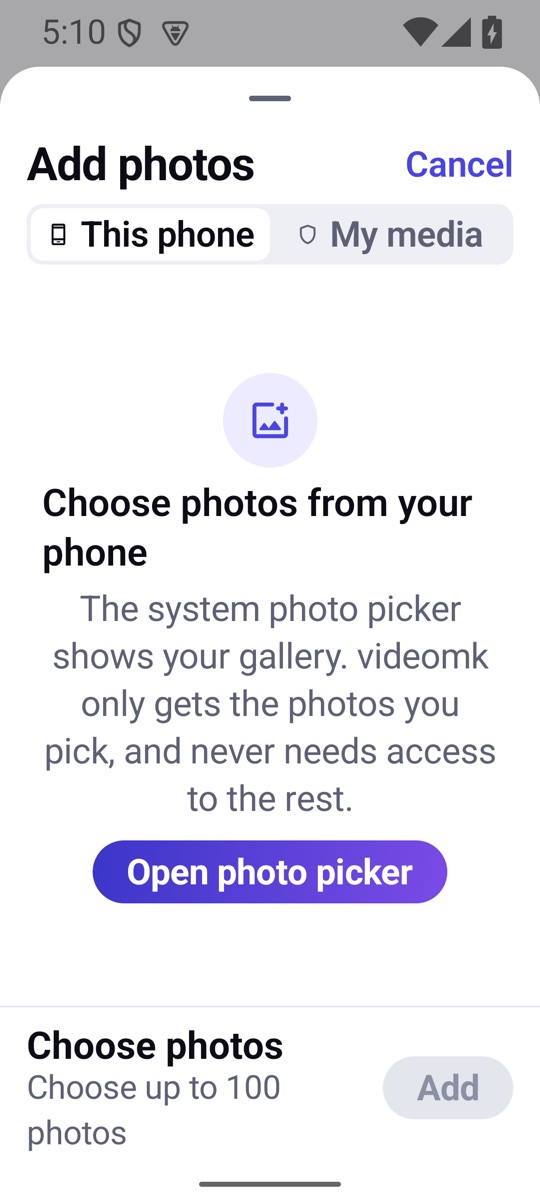 5:10
Add photos
Cancel
This phone
My media
Choose photos from your
phone
The system photo picker
shows your gallery. videomk
only gets the photos you
pick, and never needs access
to the rest.
Open photo picker
Choose photos
Choose up to 100
photos
Add